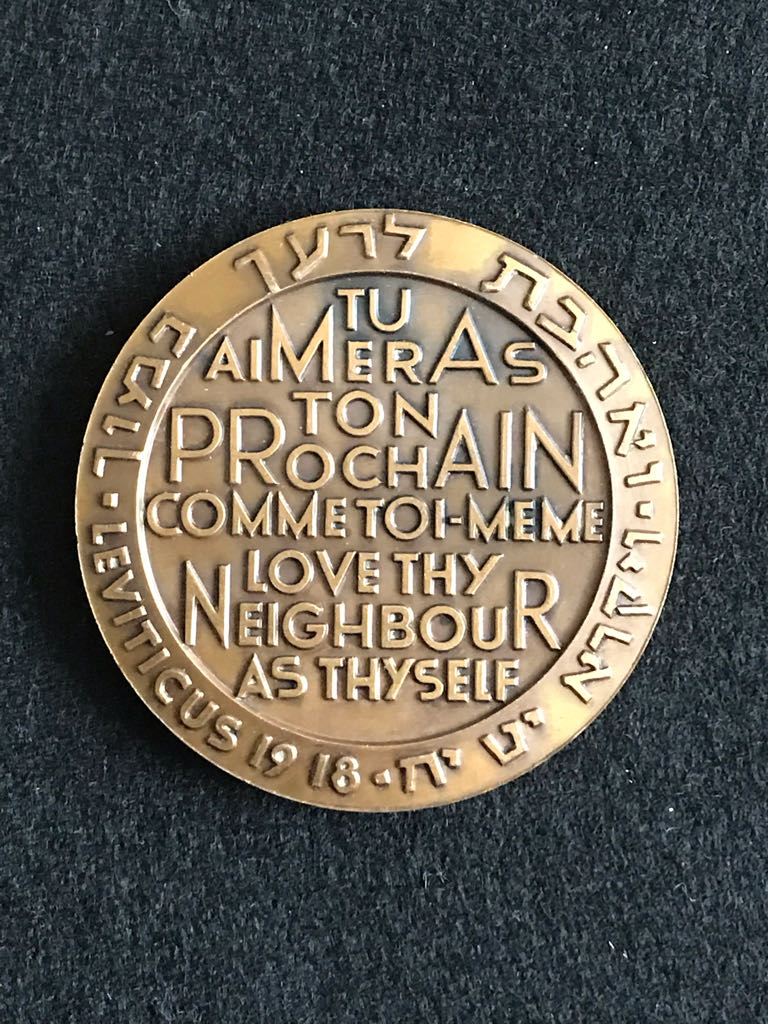 ואהבת לרעך כמוך
TU
AIMERAS
TON
PROCHAIN
COMME TOI-MEME
LOVE THY
NEIGHBOUR
AS THYSELF
· LEVITICUS 19 18 ·
ויקרא יט יח